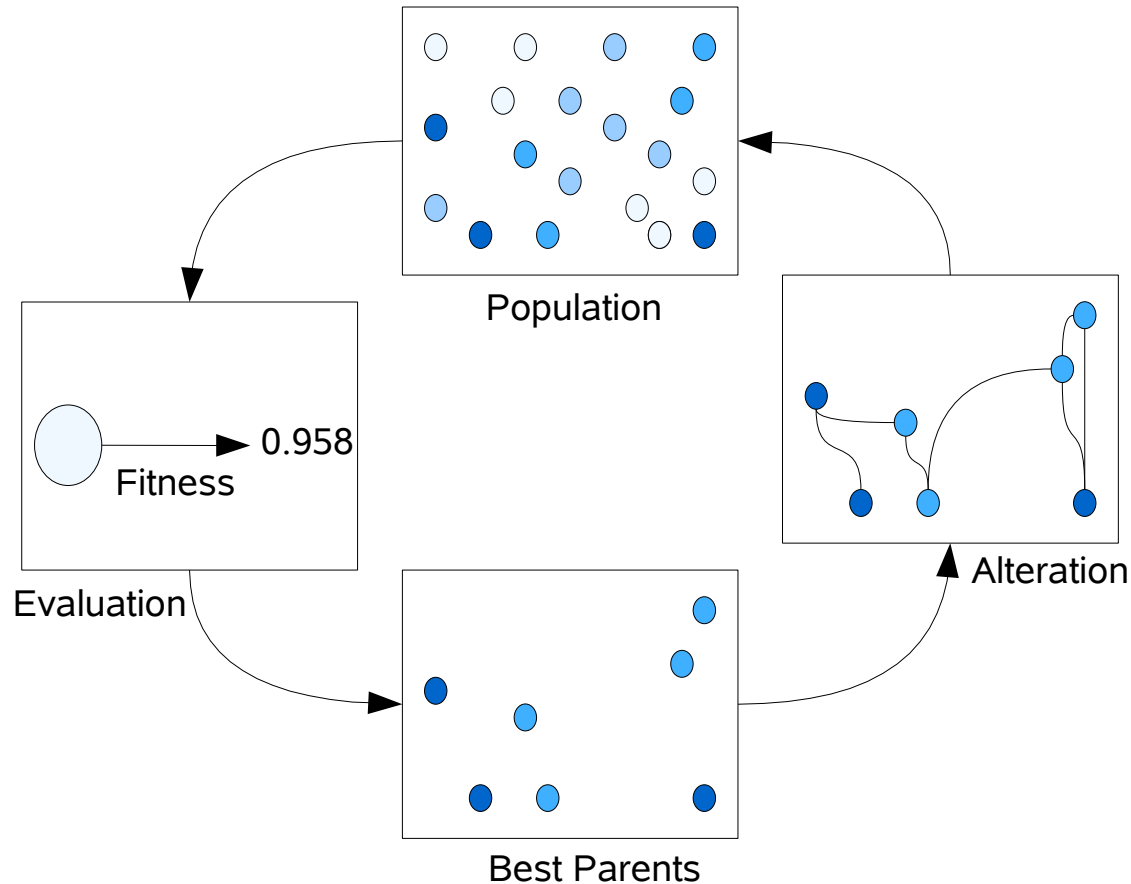 Population
0.958
Fitness
Evaluation
Alteration
Best Parents